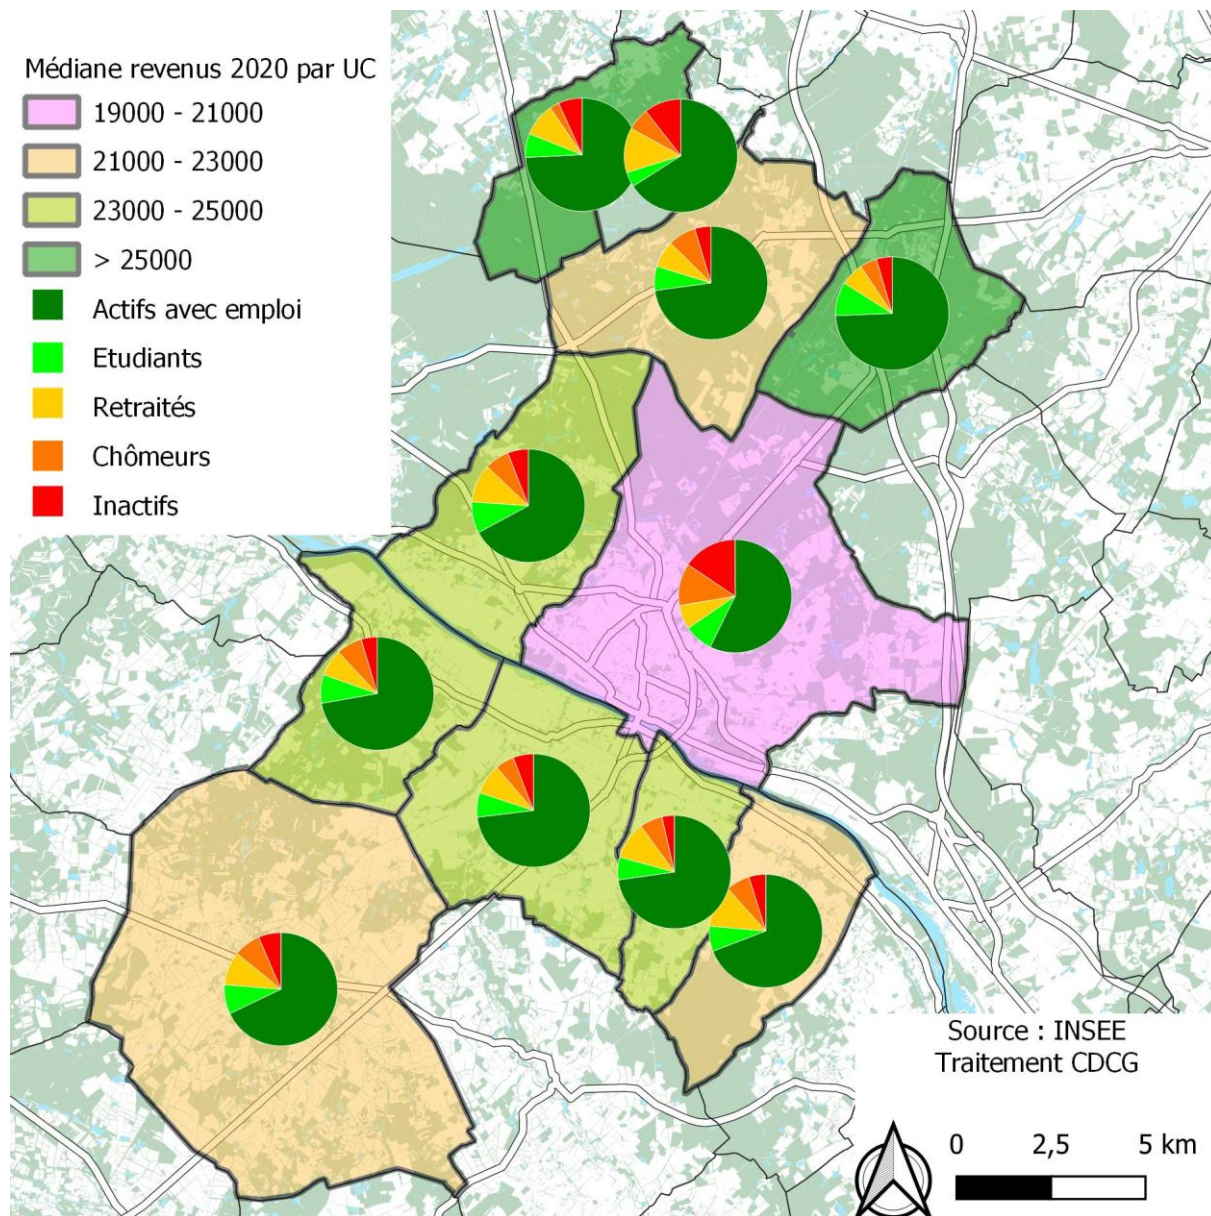 Médiane revenus 2020 par UC
19000 - 21000
21000 - 23000
23000 - 25000
> 25000
Actifs avec emploi
Etudiants
Retraités
Chômeurs
Inactifs
Source : INSEE
Traitement CDCG
0 2,5 5 km